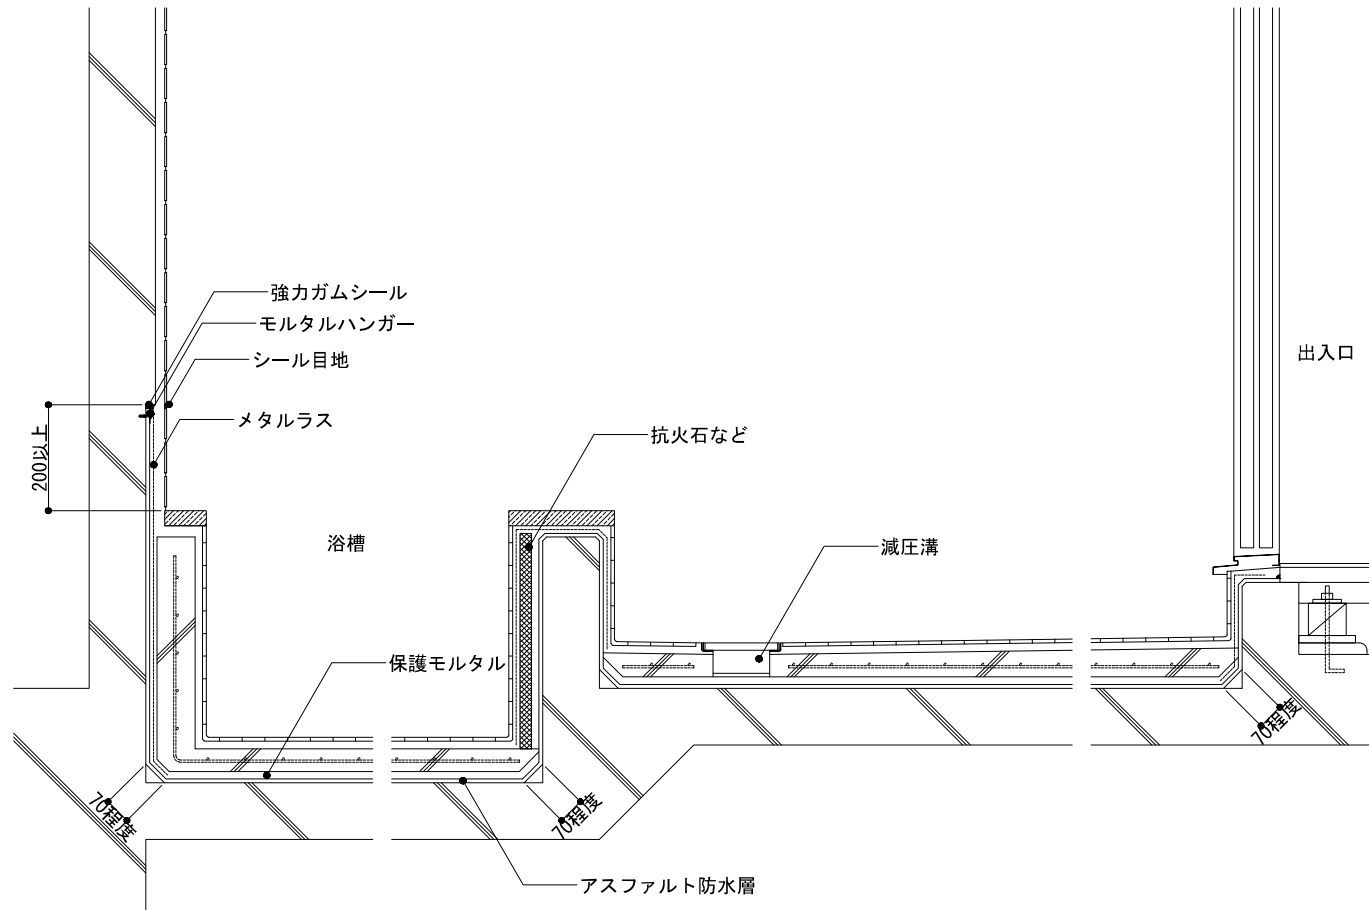 強力ガムシール
モルタルハンガー
シール目地
出入口
メタルラス
200以上
抗火石など
浴槽
減圧溝
保護モルタル
70程度
70程度
70程度
アスファルト防水層